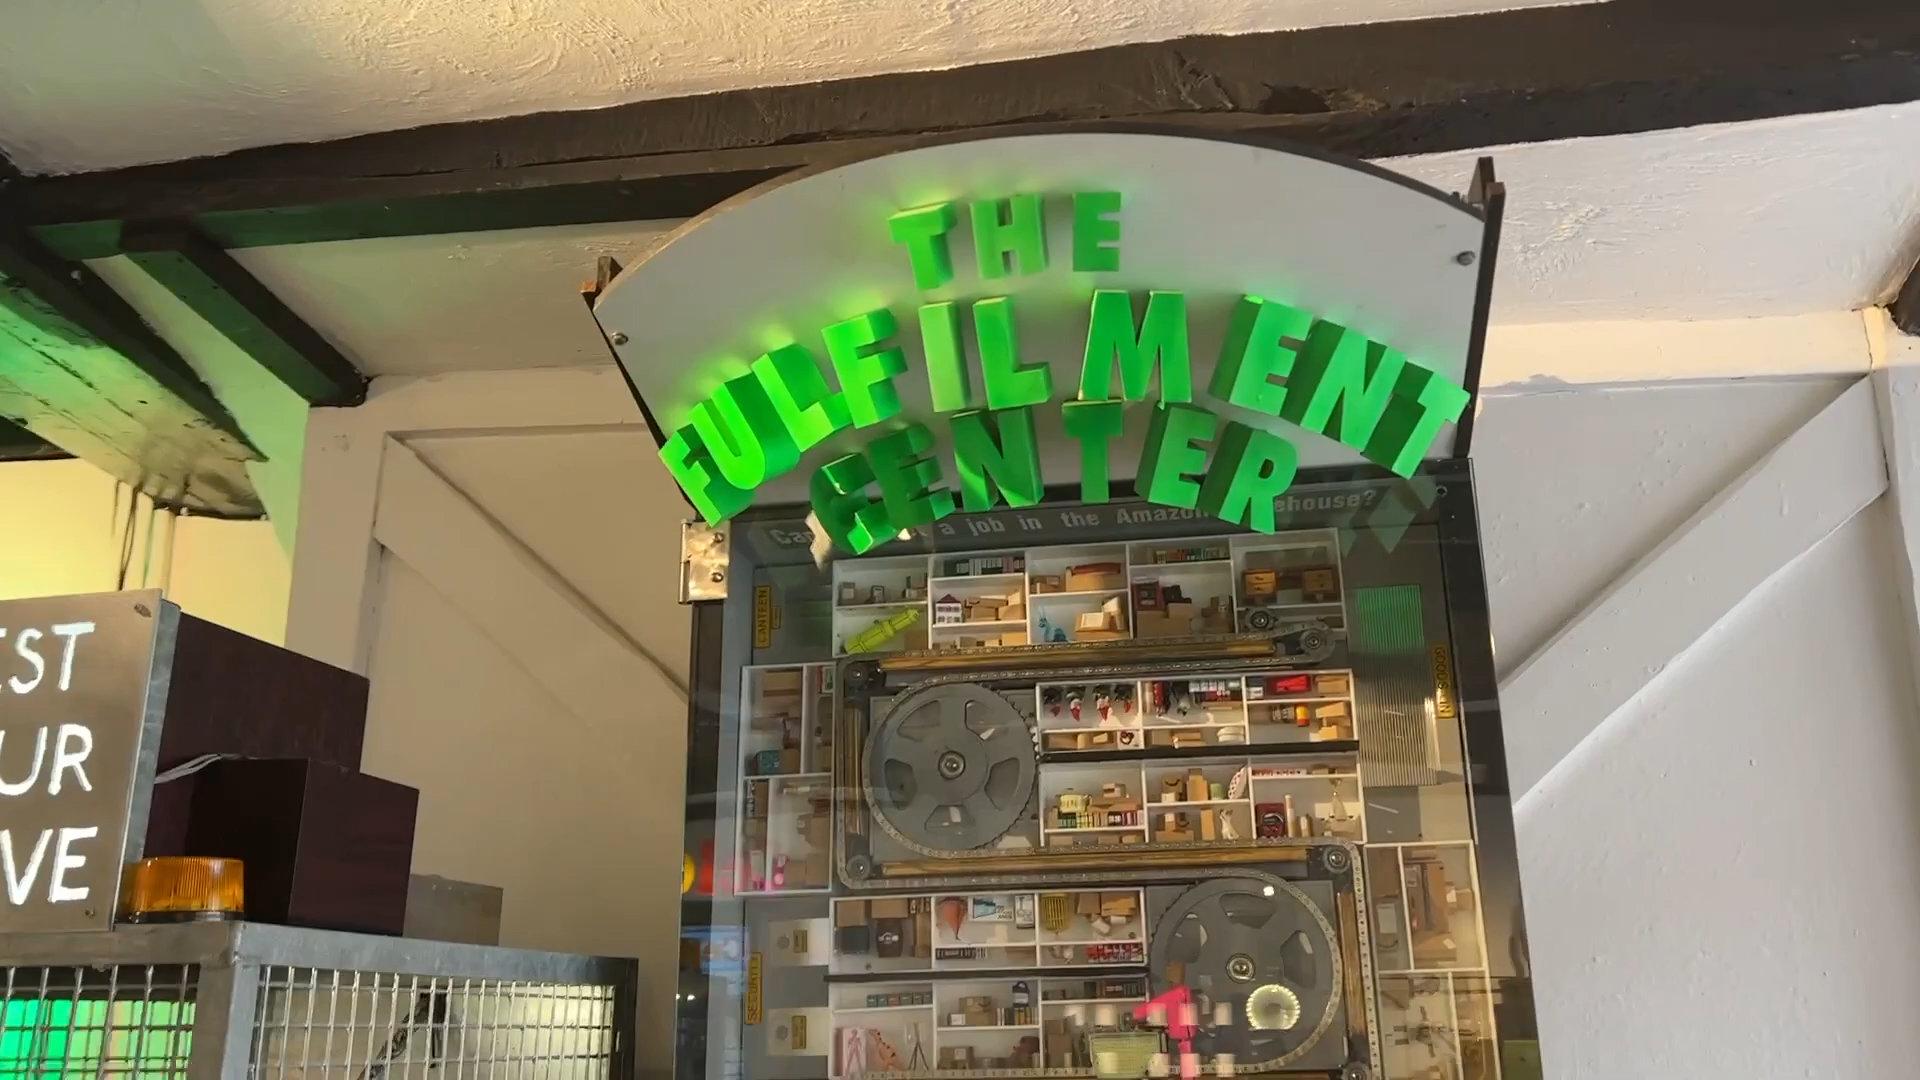 THE
FULFILMENT
CENTER
a job in the Amazon
CANTEEN
GOODS IN
SECURITY
EST
UR
VE